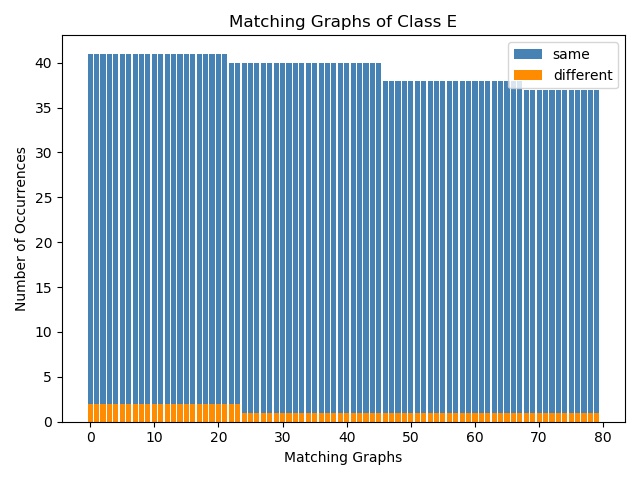 Matching Graphs of Class E
same
different
Number of Occurrences
40
35
30
25
20
15
10
5
0
0 10 20 30 40 50 60 70 80
Matching Graphs